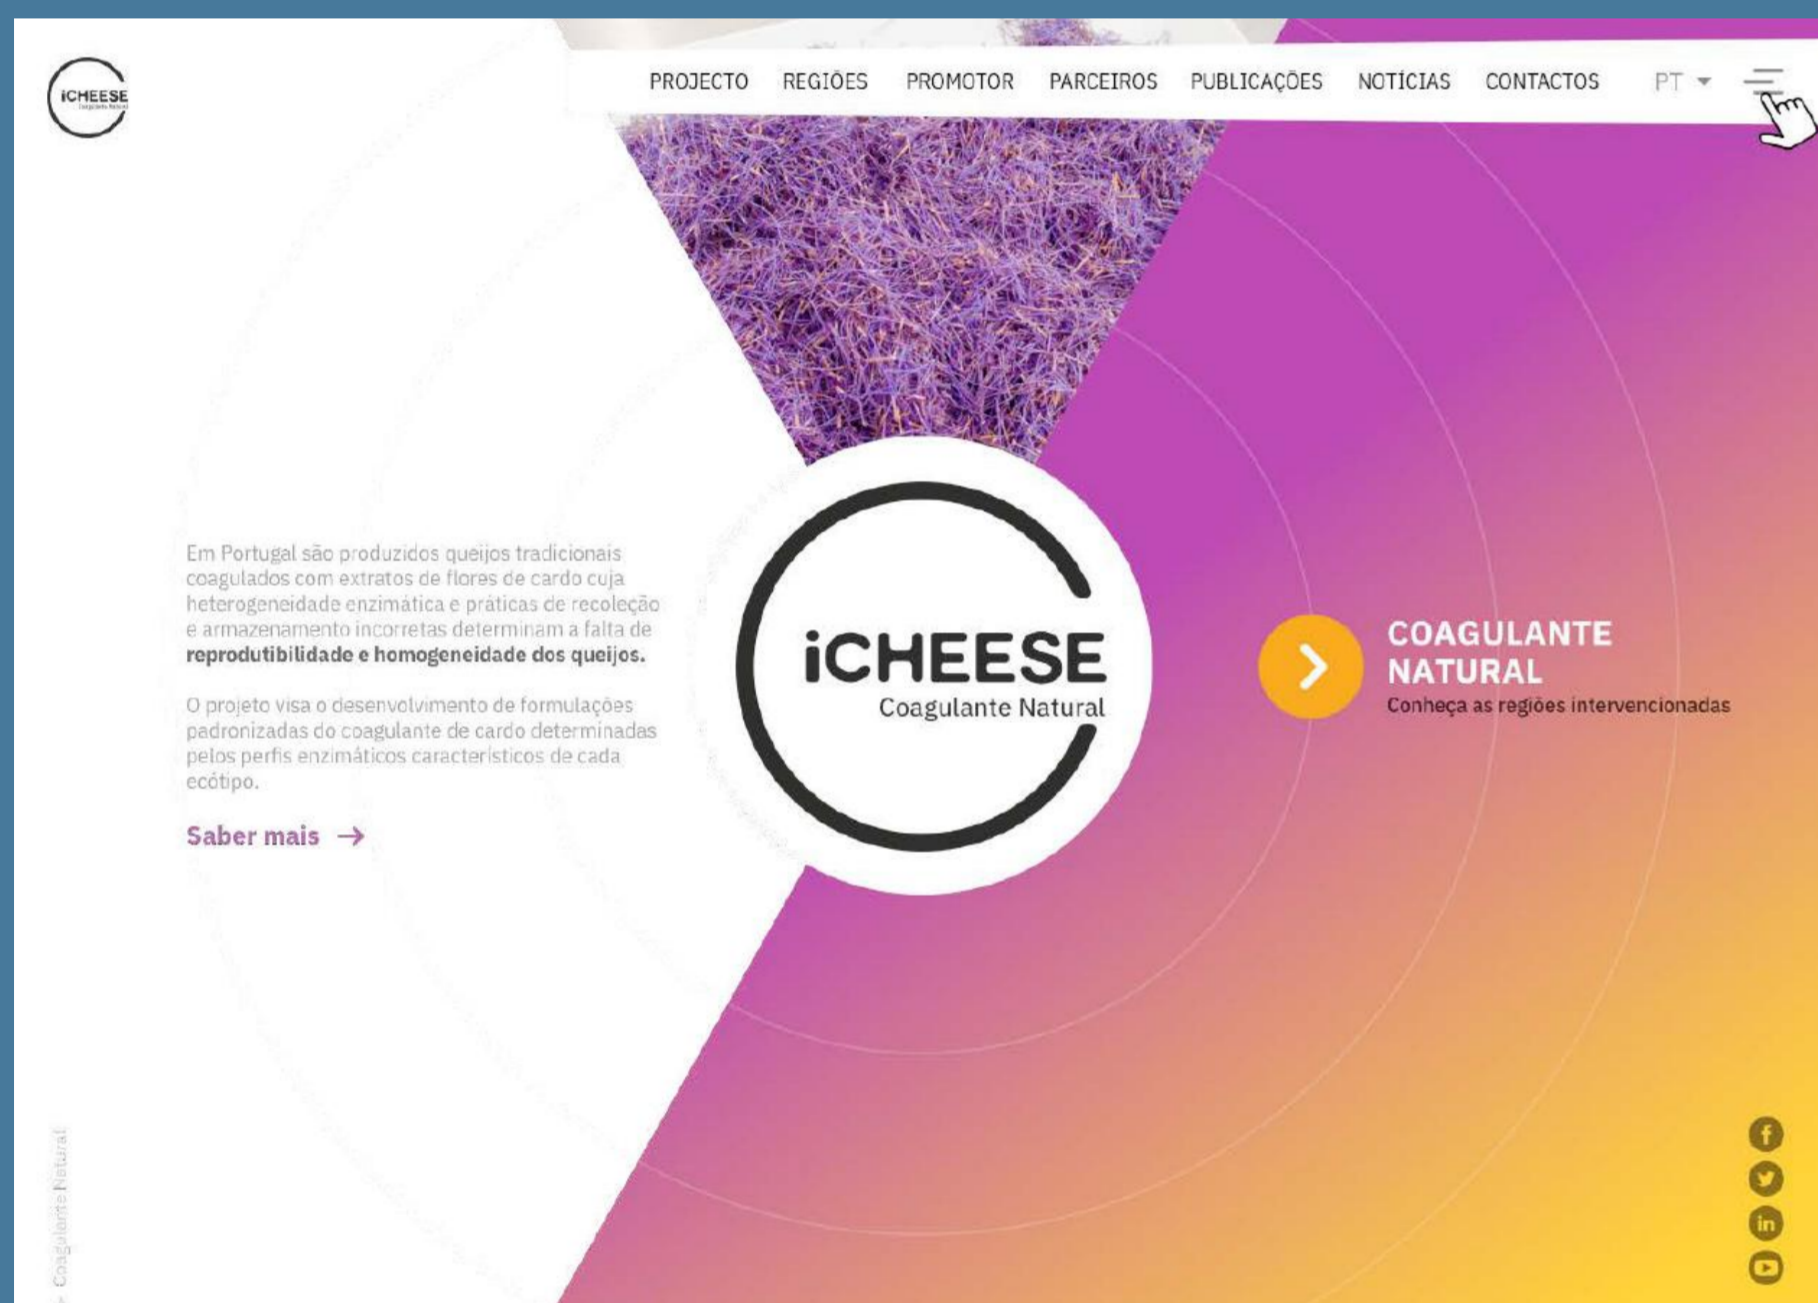 iCHEESE
Coagulante Natural
PROJECTO REGIÕES PROMOTOR PARCEIROS PUBLICAÇÕES NOTÍCIAS CONTACTOS PT
Em Portugal são produzidos queijos tradicionais
coagulados com extratos de flores de cardo cuja
heterogeneidade enzimática e práticas de recoleção
e armazenamento incorretas determinam a falta de
reprodutibilidade e homogeneidade dos queijos.
O projeto visa o desenvolvimento de formulações
padronizadas do coagulante de cardo determinadas
pelos perfis enzimáticos característicos de cada
ecótipo.
Saber mais
iCHEESE
Coagulante Natural
COAGULANTE
NATURAL
Conheça as regiões intervencionadas
Coagulante Natural
f
in